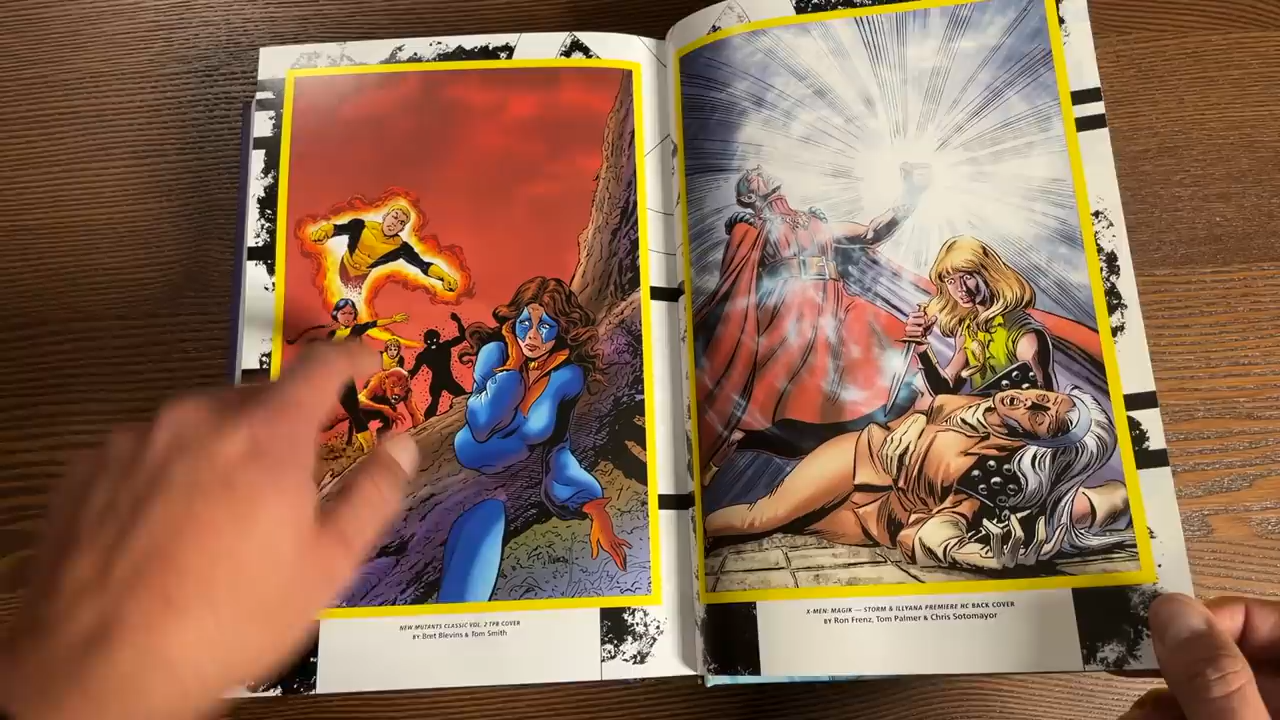 NEW MUTANTS CLASSIC VOL. 2 TPB COVER
BY Bret Blevins & Tom Smith
X-MEN: MAGIK — STORM & ILLYANA PREMIERE HC BACK COVER
BY Ron Frenz, Tom Palmer & Chris Sotomayor